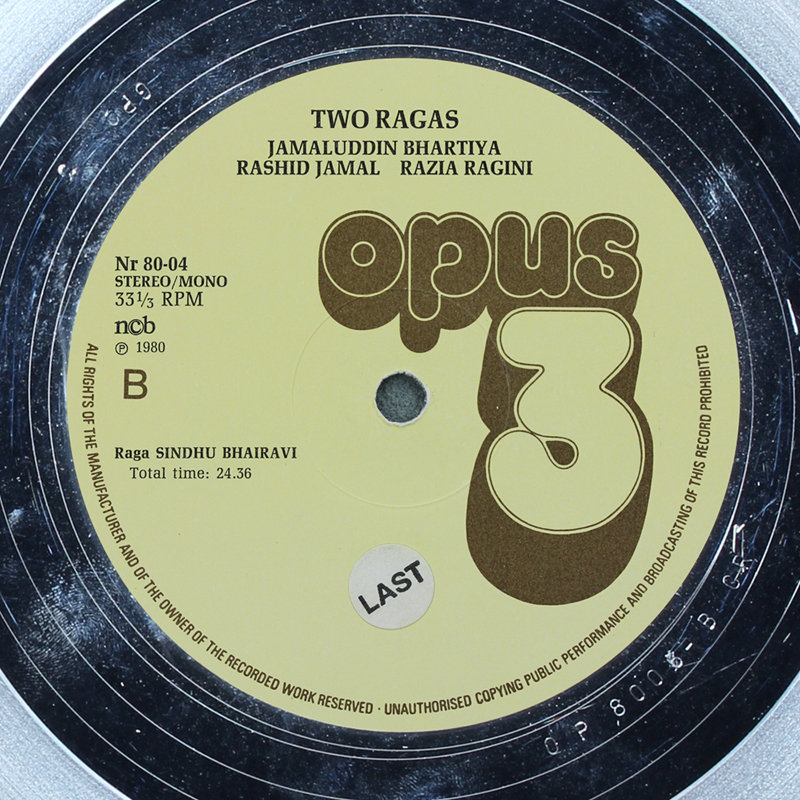 TWO RAGAS
JAMALUDDIN BHARTIYA
RASHID JAMAL RAZIA RAGINI
opus
3
Nr 80-04
STEREO/MONO
33⅓ RPM
ncb
℗ 1980
B
Raga SINDHU BHAIRAVI
Total time: 24.36
LAST
ALL RIGHTS OF THE MANUFACTURER AND OF THE OWNER OF THE RECORDED WORK RESERVED · UNAUTHORISED COPYING PUBLIC PERFORMANCE AND BROADCASTING OF THIS RECORD PROHIBITED